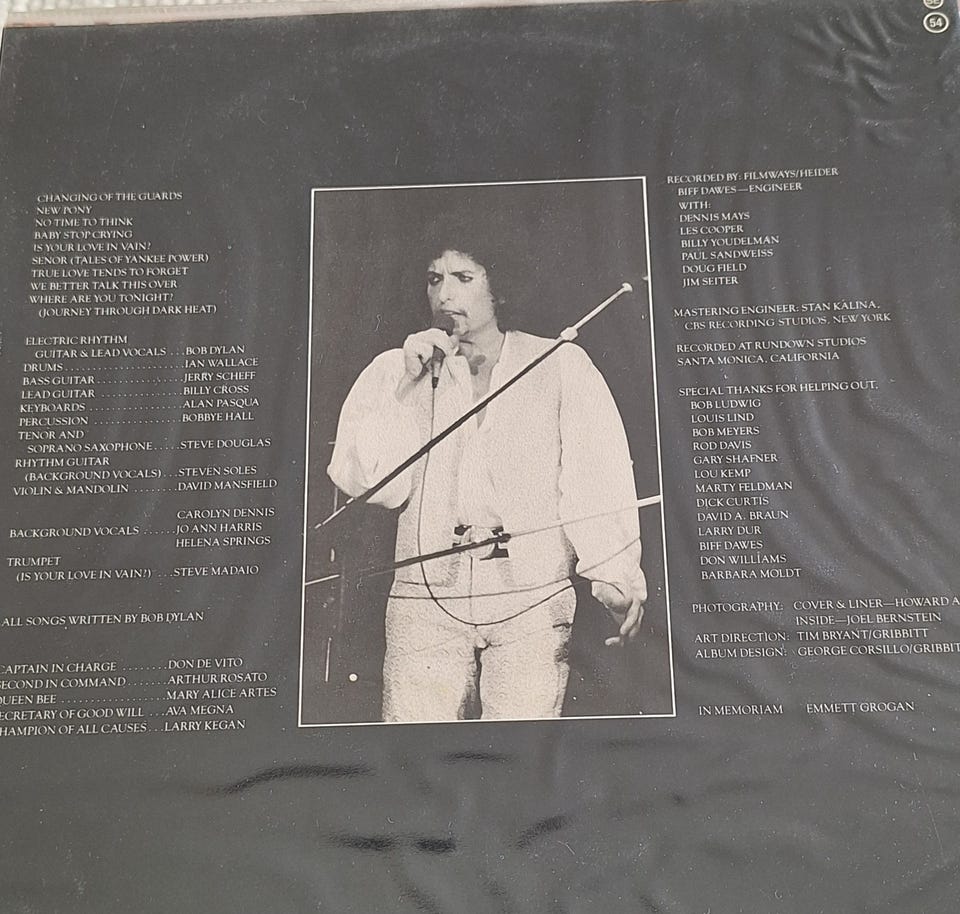 54
CHANGING OF THE GUARDS
NEW PONY
NO TIME TO THINK
BABY STOP CRYING
IS YOUR LOVE IN VAIN?
SENOR (TALES OF YANKEE POWER)
TRUE LOVE TENDS TO FORGET
WE BETTER TALK THIS OVER
WHERE ARE YOU TONIGHT?
(JOURNEY THROUGH DARK HEAT)
ELECTRIC RHYTHM
GUITAR & LEAD VOCALS ...BOB DYLAN
DRUMS......................IAN WALLACE
BASS GUITAR...............JERRY SCHEFF
LEAD GUITAR ..............BILLY CROSS
KEYBOARDS ................ALAN PASQUA
PERCUSSION ...............BOBBYE HALL
TENOR AND
SOPRANO SAXOPHONE.....STEVE DOUGLAS
RHYTHM GUITAR
(BACKGROUND VOCALS)...STEVEN SOLES
VIOLIN & MANDOLIN ........DAVID MANSFIELD
CAROLYN DENNIS
BACKGROUND VOCALS ......JO ANN HARRIS
HELENA SPRINGS
TRUMPET
(IS YOUR LOVE IN VAIN?) ...STEVE MADAIO
ALL SONGS WRITTEN BY BOB DYLAN
CAPTAIN IN CHARGE ........DON DE VITO
SECOND IN COMMAND.......ARTHUR ROSATO
QUEEN BEE .................MARY ALICE ARTES
ECRETARY OF GOOD WILL ...AVA MEGNA
HAMPION OF ALL CAUSES...LARRY KEGAN
RECORDED BY: FILMWAYS/HEIDER
BIFF DAWES—ENGINEER
WITH:
DENNIS MAYS
LES COOPER
BILLY YOUDELMAN
PAUL SANDWEISS
DOUG FIELD
JIM SEITER
MASTERING ENGINEER: STAN KALINA,
CBS RECORDING STUDIOS, NEW YORK
RECORDED AT RUNDOWN STUDIOS
SANTA MONICA, CALIFORNIA
SPECIAL THANKS FOR HELPING OUT,
BOB LUDWIG
LOUIS LIND
BOB MEYERS
ROD DAVIS
GARY SHAFNER
LOU KEMP
MARTY FELDMAN
DICK CURTIS
DAVID A. BRAUN
LARRY DUR
BIFF DAWES
DON WILLIAMS
BARBARA MOLDT
PHOTOGRAPHY: COVER & LINER—HOWARD A
INSIDE—JOEL BERNSTEIN
ART DIRECTION: TIM BRYANT/GRIBBITT
ALBUM DESIGN: GEORGE CORSILLO/GRIBBIT
IN MEMORIAM EMMETT GROGAN